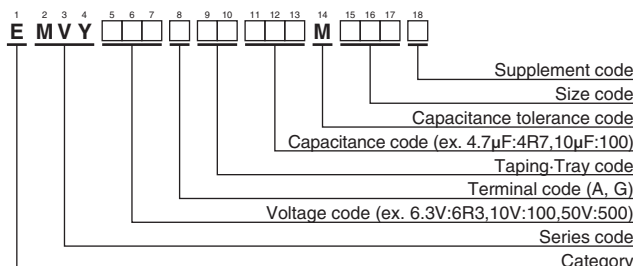 1 2 3 4 5 6 7 8 9 10 11 12 13 14 15 16 17 18
E MVY M
Supplement code
Size code
Capacitance tolerance code
Capacitance code (ex. 4.7μF:4R7,10μF:100)
Taping·Tray code
Terminal code (A, G)
Voltage code (ex. 6.3V:6R3,10V:100,50V:500)
Series code
Category